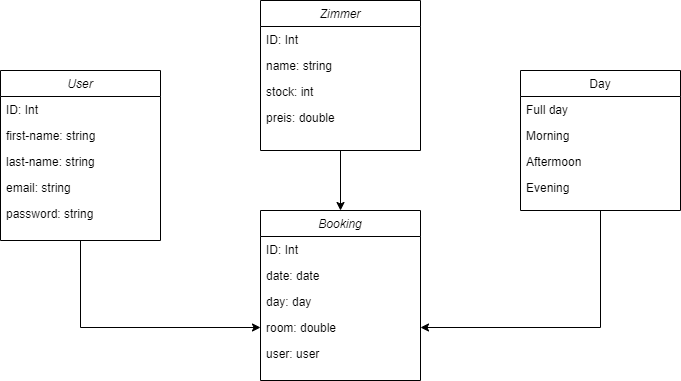 Zimmer
ID: Int
name: string
stock: int
preis: double
User
ID: Int
first-name: string
last-name: string
email: string
password: string
Day
Full day
Morning
Afternoon
Evening
Booking
ID: Int
date: date
day: day
room: double
user: user